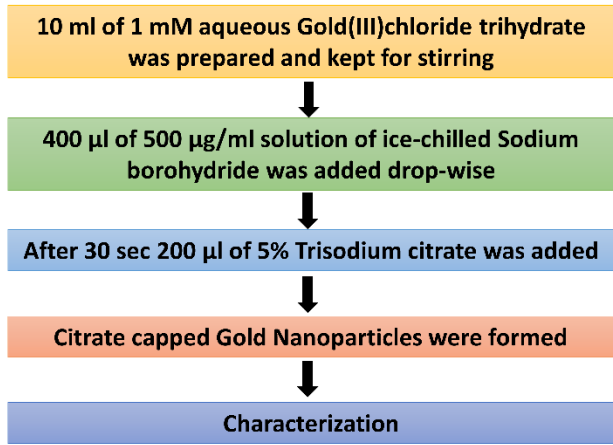 10 ml of 1 mM aqueous Gold(III)chloride trihydrate
was prepared and kept for stirring
400 µl of 500 µg/ml solution of ice-chilled Sodium
borohydride was added drop-wise
After 30 sec 200 µl of 5% Trisodium citrate was added
Citrate capped Gold Nanoparticles were formed
Characterization